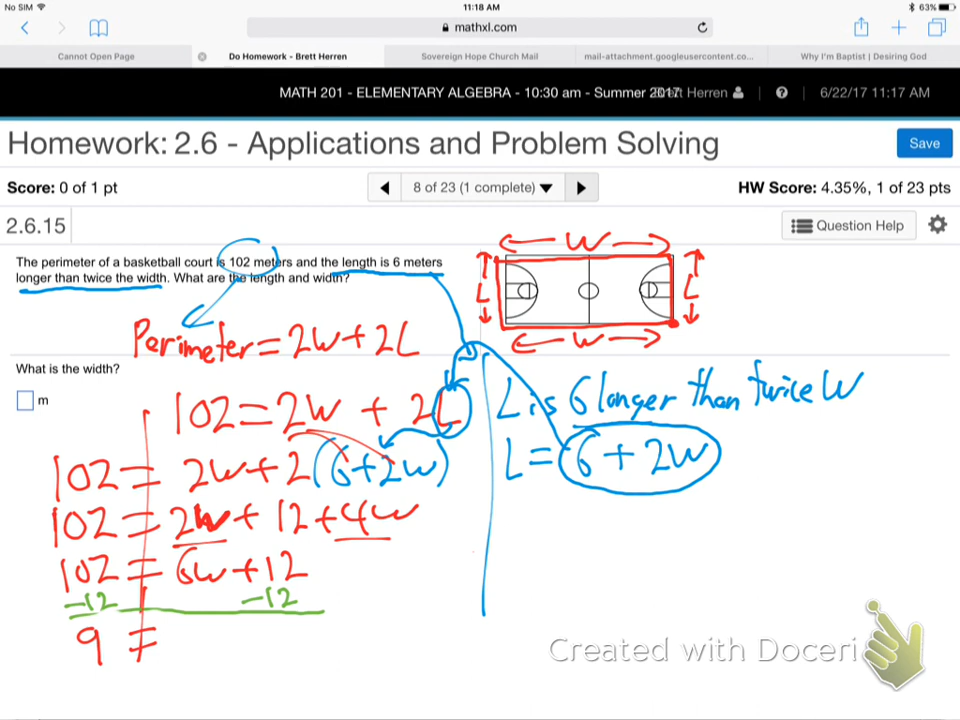 No SIM 11:18 AM 63%
mathxl.com
Cannot Open Page Do Homework - Brett Herren Sovereign Hope Church Mail mail-attachment.googleusercontent.co... Why I'm Baptist | Desiring God
MATH 201 - ELEMENTARY ALGEBRA - 10:30 am - Summer 2017 Herren ? 6/22/17 11:17 AM
Homework: 2.6 - Applications and Problem Solving Save
Score: 0 of 1 pt 8 of 23 (1 complete) HW Score: 4.35%, 1 of 23 pts
2.6.15 Question Help
The perimeter of a basketball court is 102 meters and the length is 6 meters
longer than twice the width. What are the length and width?
W
L L
W
Perimeter = 2W + 2L
What is the width?
m
102 = 2W + 2L
L is 6 longer than twice W
102 = 2W + 2(6 + 2W)
L = 6 + 2W
102 = 2W + 12 + 4W
102 = 6W + 12
-12 -12
9 =
Created with Doceri